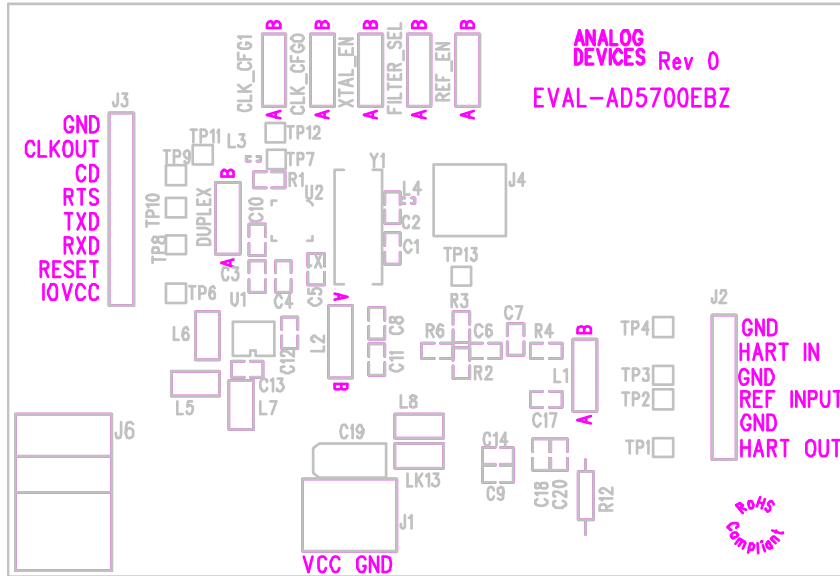 B B B B B
CLK_CFG1
CLK_CFG0
XTAL_EN
FILTER_SEL
REF_EN
A A A A A
ANALOG
DEVICES Rev 0
EVAL-AD5700EBZ
J3
GND
CLKOUT
CD
RTS
TXD
RXD
RESET
IOVCC
TP11
TP9
TP10
TP8
TP6
L3
TP12
TP7
R1
B
DUPLEX
A
U2
Y1
L4
C2
C1
J4
C10
C3
C4
C5
TP13
U1
L6
C12
C13
L5
L7
A
L2
B
C8
C11
R3
R6
C6
R2
C7
R4
B
L1
A
C17
J2
TP4
TP3
TP2
TP1
GND
HART IN
GND
REF INPUT
GND
HART OUT
J6
C19
L8
LK13
J1
VCC GND
C14
C9
C18
C20
R12
RoHS
Compliant